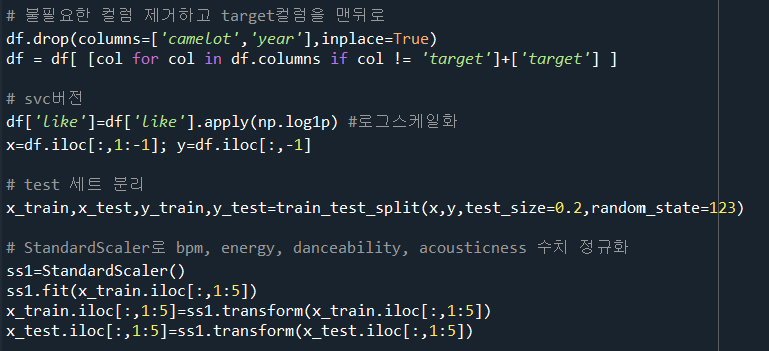 # 불필요한 컬럼 제거하고 target컬럼을 맨뒤로
df.drop(columns=['camelot','year'],inplace=True)
df = df[ [col for col in df.columns if col != 'target']+['target'] ]
# svc버전
df['like']=df['like'].apply(np.log1p) #로그스케일화
x=df.iloc[:,1:-1]; y=df.iloc[:,-1]
# test 세트 분리
x_train,x_test,y_train,y_test=train_test_split(x,y,test_size=0.2,random_state=123)
# StandardScaler로 bpm, energy, danceability, acousticness 수치 정규화
ss1=StandardScaler()
ss1.fit(x_train.iloc[:,1:5])
x_train.iloc[:,1:5]=ss1.transform(x_train.iloc[:,1:5])
x_test.iloc[:,1:5]=ss1.transform(x_test.iloc[:,1:5])